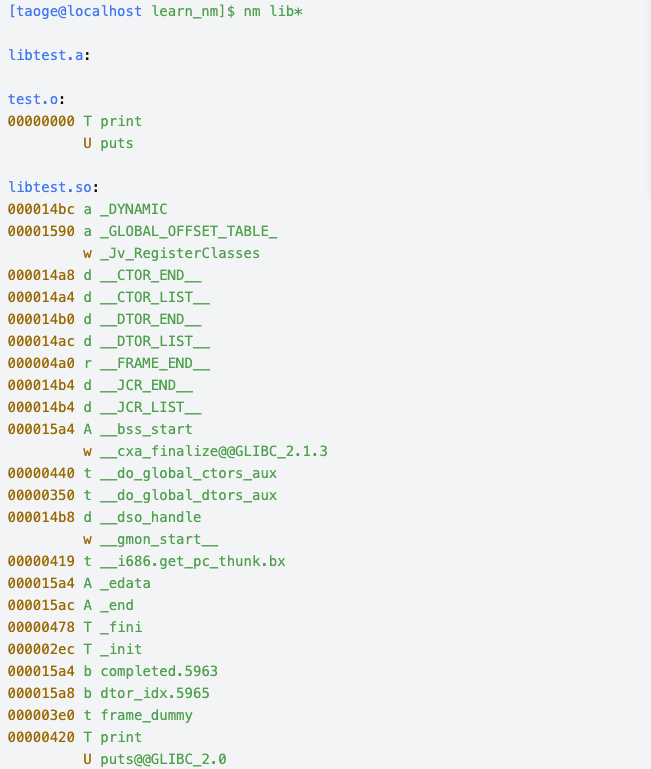 [taoge@localhost learn_nm]$ nm lib*
libtest.a:
test.o:
00000000 T print
         U puts
libtest.so:
000014bc a _DYNAMIC
00001590 a _GLOBAL_OFFSET_TABLE_
         w _Jv_RegisterClasses
000014a8 d __CTOR_END__
000014a4 d __CTOR_LIST__
000014b0 d __DTOR_END__
000014ac d __DTOR_LIST__
000004a0 r __FRAME_END__
000014b4 d __JCR_END__
000014b4 d __JCR_LIST__
000015a4 A __bss_start
         w __cxa_finalize@@GLIBC_2.1.3
00000440 t __do_global_ctors_aux
00000350 t __do_global_dtors_aux
000014b8 d __dso_handle
         w __gmon_start__
00000419 t __i686.get_pc_thunk.bx
000015a4 A _edata
000015ac A _end
00000478 T _fini
000002ec T _init
000015a4 b completed.5963
000015a8 b dtor_idx.5965
000003e0 t frame_dummy
00000420 T print
         U puts@@GLIBC_2.0